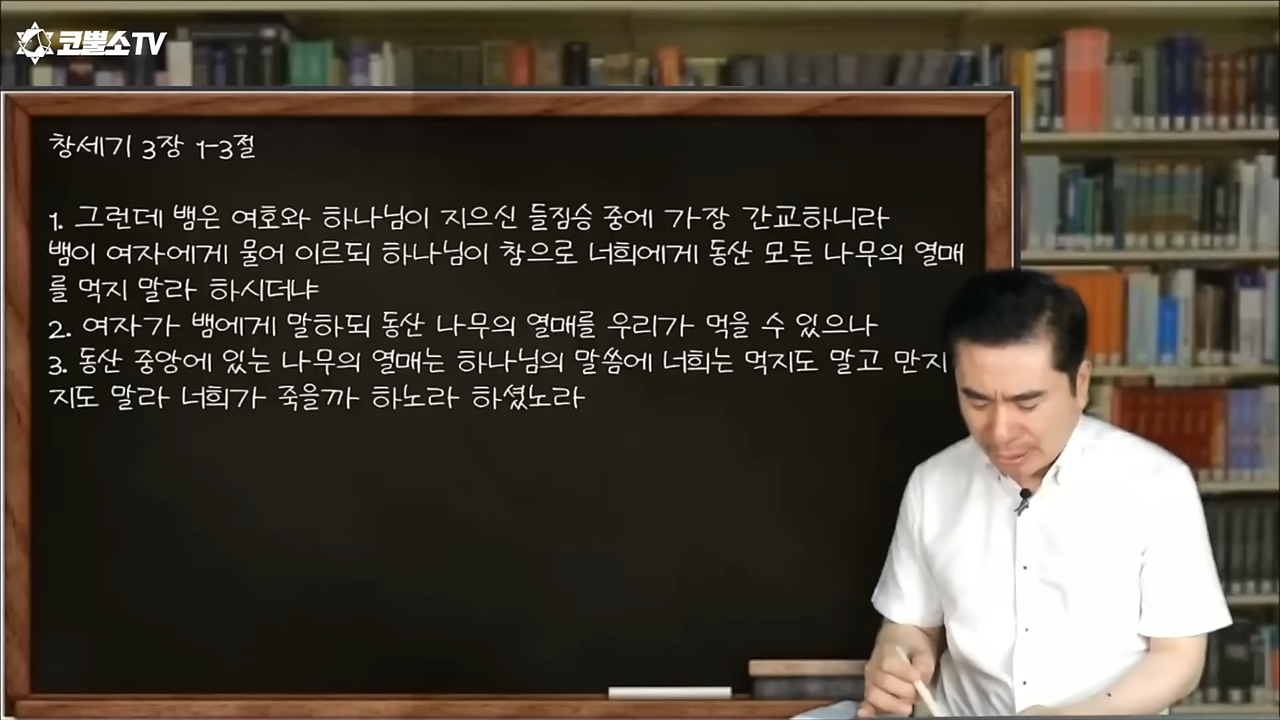 코뿔소TV
창세기 3장 1-3절
1. 그런데 뱀은 여호와 하나님이 지으신 들짐승 중에 가장 간교하니라
뱀이 여자에게 물어 이르되 하나님이 참으로 너희에게 동산 모든 나무의 열매
를 먹지 말라 하시더냐
2. 여자가 뱀에게 말하되 동산 나무의 열매를 우리가 먹을 수 있으나
3. 동산 중앙에 있는 나무의 열매는 하나님의 말씀에 너희는 먹지도 말고 만지
지도 말라 너희가 죽을까 하노라 하셨노라